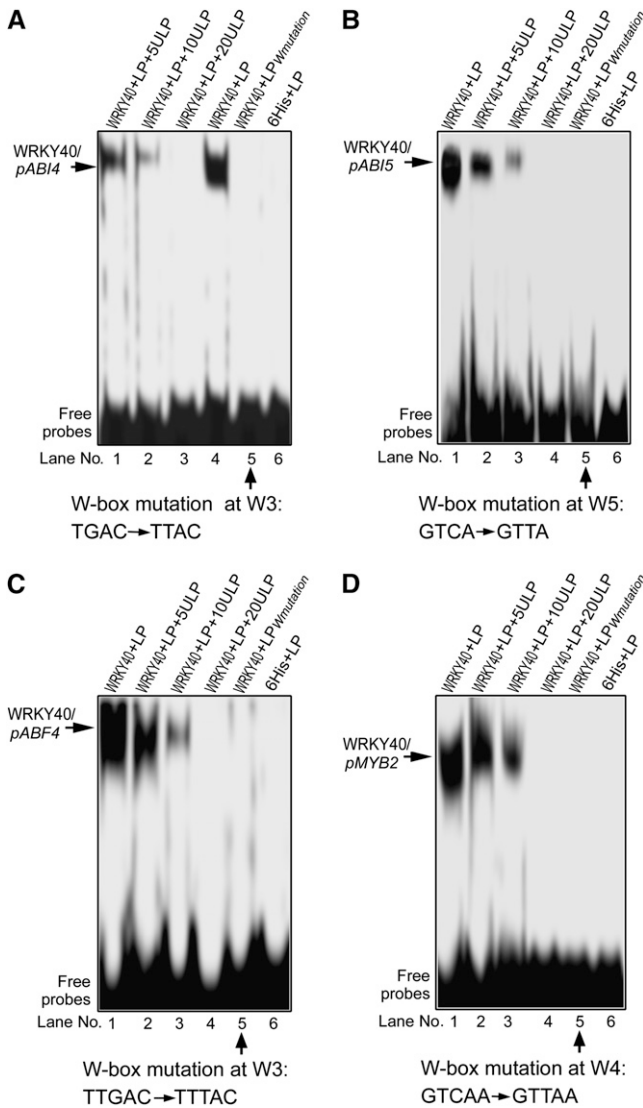 A
WRKY40+LP+5ULP
WRKY40+LP+10ULP
WRKY40+LP+20ULP
WRKY40+LP
WRKY40+LPWmutation
6His+LP
WRKY40/
pABI4
Free
probes
Lane No. 1 2 3 4 5 6
W-box mutation at W3:
TGAC→TTAC
B
WRKY40+LP
WRKY40+LP+5ULP
WRKY40+LP+10ULP
WRKY40+LP+20ULP
WRKY40+LPWmutation
6His+LP
WRKY40/
pABI5
Free
probes
Lane No. 1 2 3 4 5 6
W-box mutation at W5:
GTCA→GTTA
C
WRKY40+LP
WRKY40+LP+5ULP
WRKY40+LP+10ULP
WRKY40+LP+20ULP
WRKY40+LPWmutation
6His+LP
WRKY40/
pABF4
Free
probes
Lane No. 1 2 3 4 5 6
W-box mutation at W3:
TTGAC→TTTAC
D
WRKY40+LP
WRKY40+LP+5ULP
WRKY40+LP+10ULP
WRKY40+LP+20ULP
WRKY40+LPWmutation
6His+LP
WRKY40/
pMYB2
Free
probes
Lane No. 1 2 3 4 5 6
W-box mutation at W4:
GTCAA→GTTAA